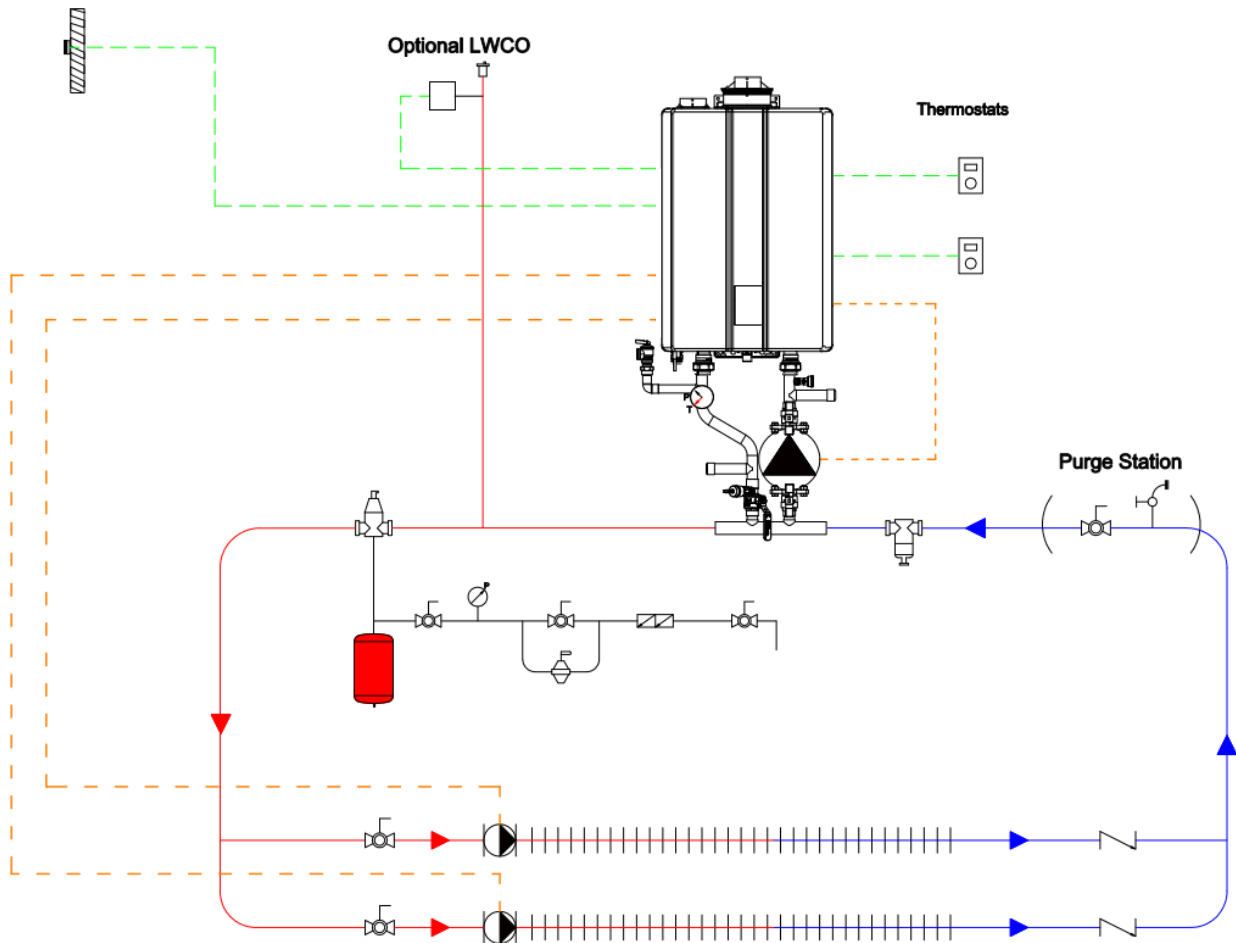 Optional LWCO
Thermostats
P
T
Purge Station
P